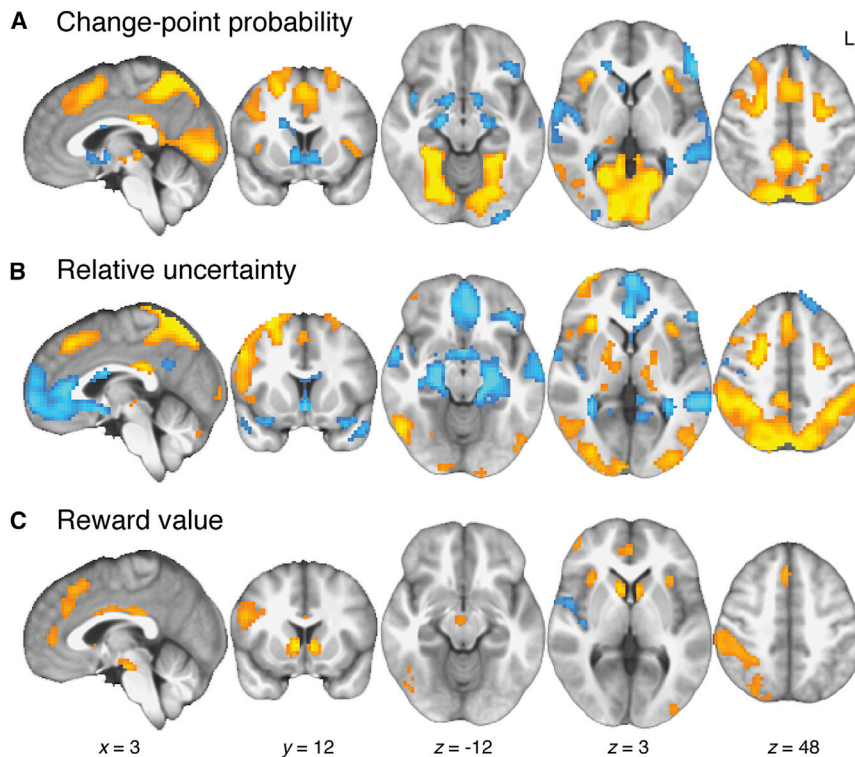 A Change-point probability
L
B Relative uncertainty
C Reward value
x = 3 y = 12 z = -12 z = 3 z = 48